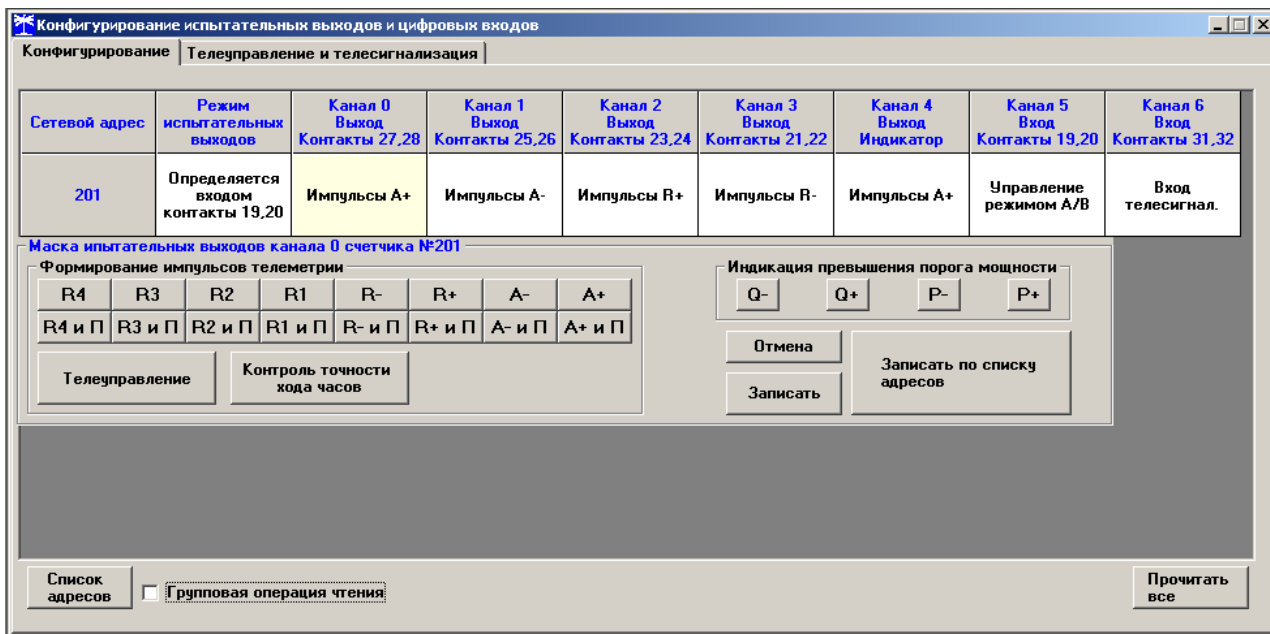 Конфигурирование испытательных выходов и цифровых входов
Конфигурирование
Телеуправление и телесигнализация
Сетевой адрес
Режим
испытательных
выходов
Канал 0
Выход
Контакты 27,28
Канал 1
Выход
Контакты 25,26
Канал 2
Выход
Контакты 23,24
Канал 3
Выход
Контакты 21,22
Канал 4
Выход
Индикатор
Канал 5
Вход
Контакты 19,20
Канал 6
Вход
Контакты 31,32
201
Определяется
входом
контакты 19,20
Импульсы A+
Импульсы A-
Импульсы R+
Импульсы R-
Импульсы A+
Управление
режимом A/B
Вход
телесигнал.
Маска ипытательных выходов канала 0 счетчика №201
Формирование импульсов телеметрии
R4 R3 R2 R1 R- R+ A- A+
R4 и П R3 и П R2 и П R1 и П R- и П R+ и П A- и П A+ и П
Телеуправление
Контроль точности
хода часов
Индикация превышения порога мощности
Q- Q+ P- P+
Отмена
Записать
Записать по списку
адресов
Список
адресов
Групповая операция чтения
Прочитать
все